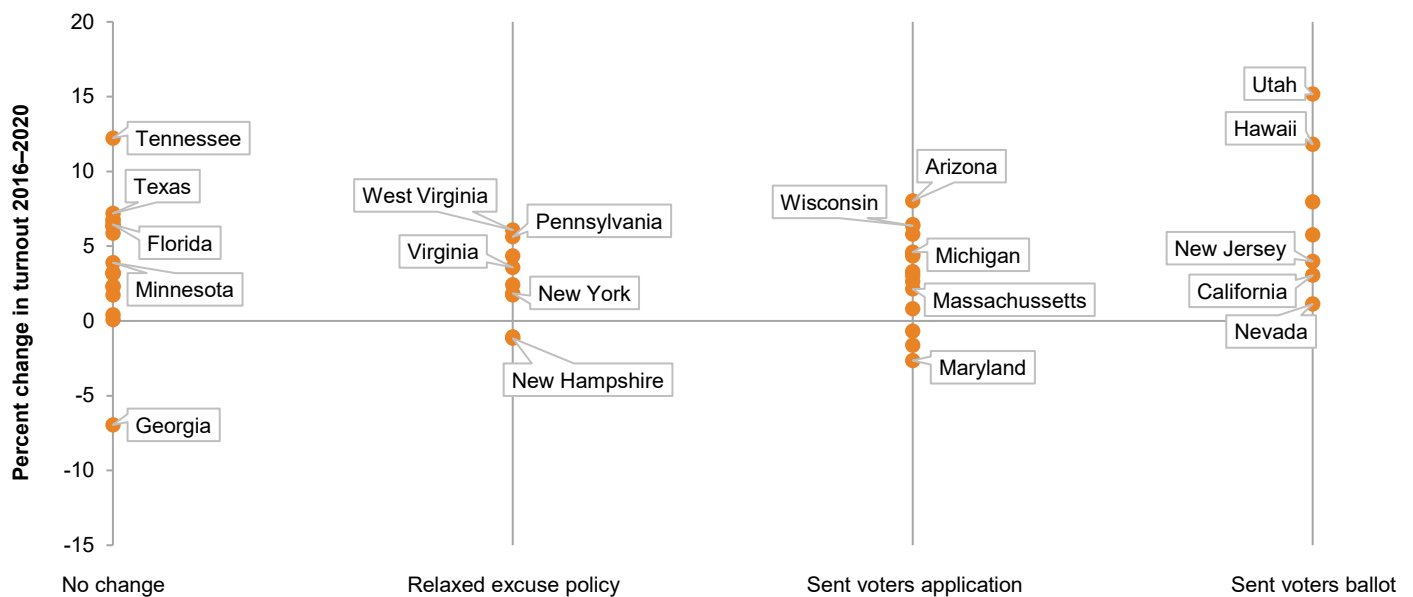 Percent change in turnout 2016–2020
20
15
10
5
0
-5
-10
-15
Tennessee
Texas
Florida
Minnesota
Georgia
West Virginia
Pennsylvania
Virginia
New York
New Hampshire
Arizona
Wisconsin
Michigan
Massachussetts
Maryland
Utah
Hawaii
New Jersey
California
Nevada
No change
Relaxed excuse policy
Sent voters application
Sent voters ballot